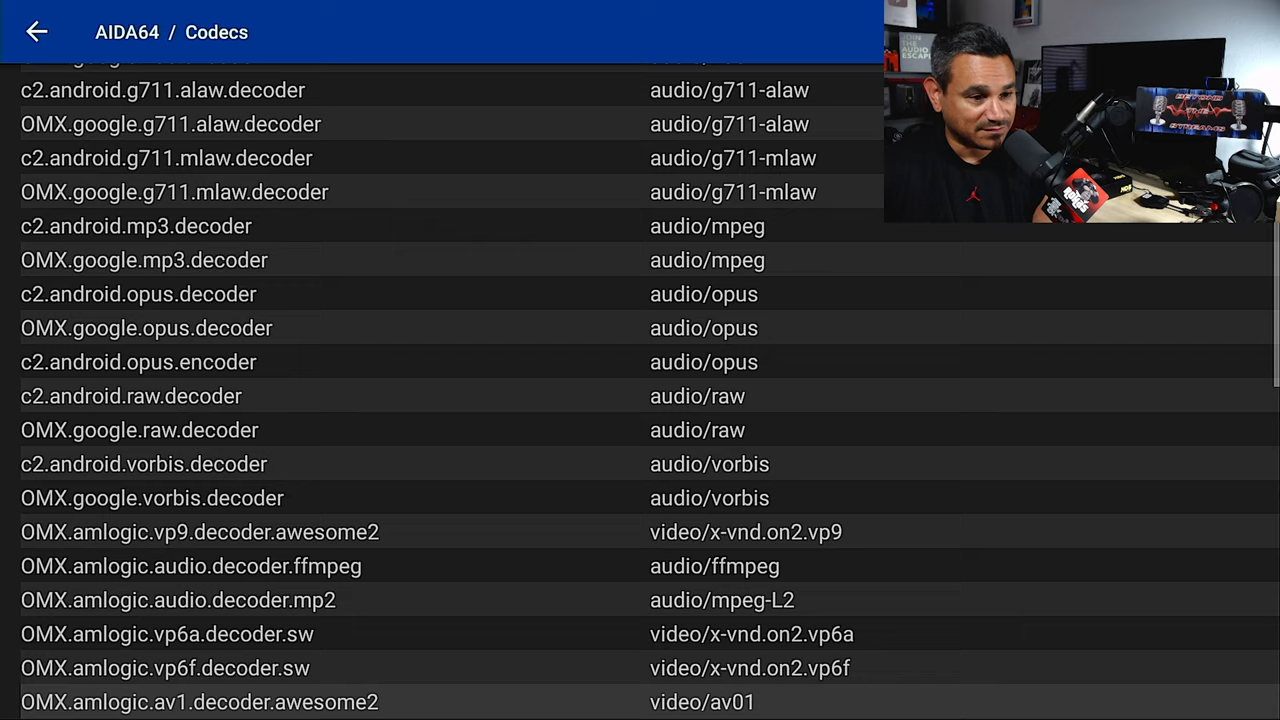 AIDA64 / Codecs
c2.android.g711.alaw.decoder audio/g711-alaw
OMX.google.g711.alaw.decoder audio/g711-alaw
c2.android.g711.mlaw.decoder audio/g711-mlaw
OMX.google.g711.mlaw.decoder audio/g711-mlaw
c2.android.mp3.decoder audio/mpeg
OMX.google.mp3.decoder audio/mpeg
c2.android.opus.decoder audio/opus
OMX.google.opus.decoder audio/opus
c2.android.opus.encoder audio/opus
c2.android.raw.decoder audio/raw
OMX.google.raw.decoder audio/raw
c2.android.vorbis.decoder audio/vorbis
OMX.google.vorbis.decoder audio/vorbis
OMX.amlogic.vp9.decoder.awesome2 video/x-vnd.on2.vp9
OMX.amlogic.audio.decoder.ffmpeg audio/ffmpeg
OMX.amlogic.audio.decoder.mp2 audio/mpeg-L2
OMX.amlogic.vp6a.decoder.sw video/x-vnd.on2.vp6a
OMX.amlogic.vp6f.decoder.sw video/x-vnd.on2.vp6f
OMX.amlogic.av1.decoder.awesome2 video/av01
JOIN
THE
AUDIO
ESCAPE
BEYOND
THE
STREAMS